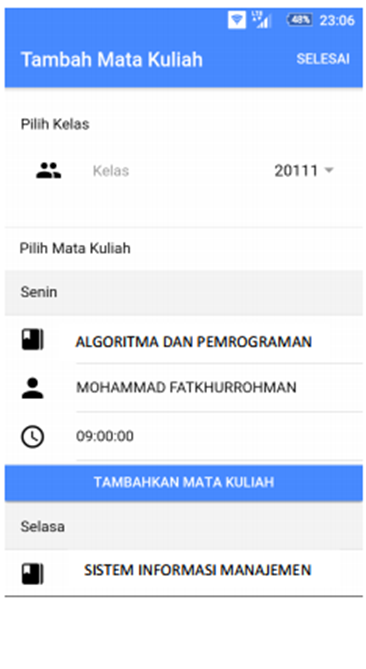 LTE 48% 23:06
Tambah Mata Kuliah SELESAI
Pilih Kelas
Kelas 20111
Pilih Mata Kuliah
Senin
ALGORITMA DAN PEMROGRAMAN
MOHAMMAD FATKHURROHMAN
09:00:00
TAMBAHKAN MATA KULIAH
Selasa
SISTEM INFORMASI MANAJEMEN